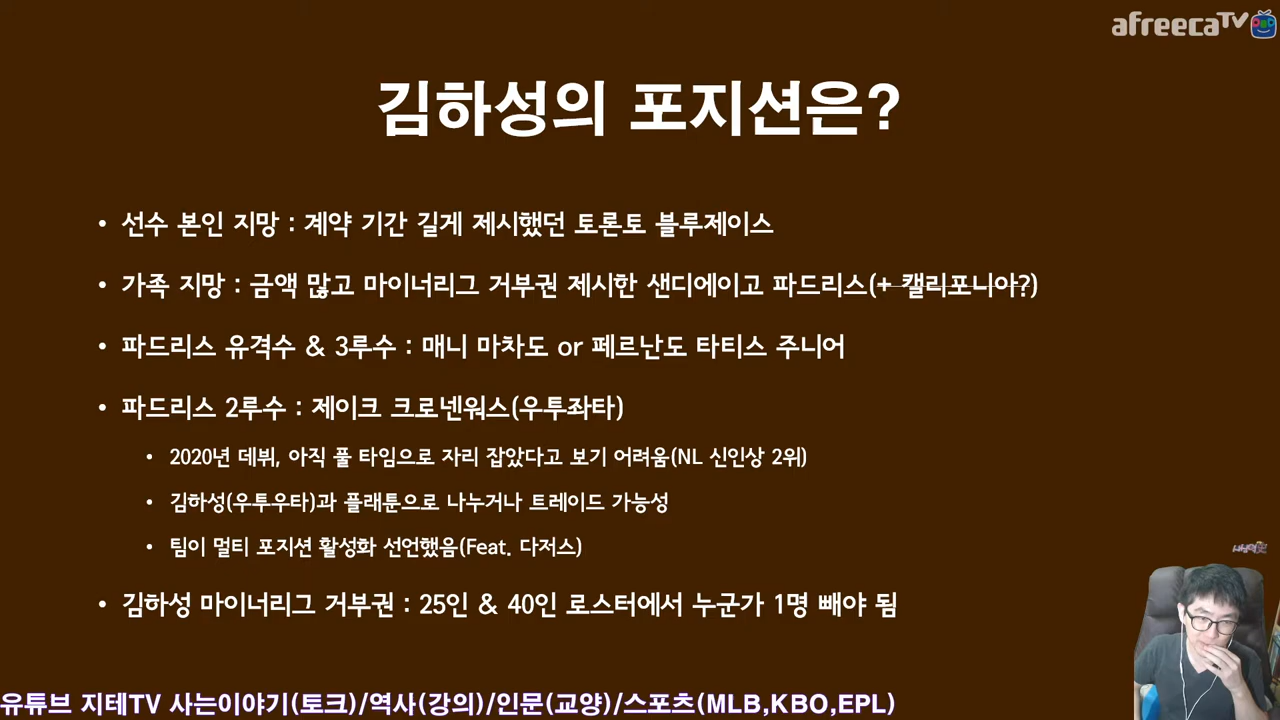 afreecaTV
김하성의 포지션은?
• 선수 본인 지망 : 계약 기간 길게 제시했던 토론토 블루제이스
• 가족 지망 : 금액 많고 마이너리그 거부권 제시한 샌디에이고 파드리스(+ 캘리포니아?)
• 파드리스 유격수 & 3루수 : 매니 마차도 or 페르난도 타티스 주니어
• 파드리스 2루수 : 제이크 크로넨워스(우투좌타)
• 2020년 데뷔, 아직 풀 타임으로 자리 잡았다고 보기 어려움(NL 신인상 2위)
• 김하성(우투우타)과 플래툰으로 나누거나 트레이드 가능성
• 팀이 멀티 포지션 활성화 선언했음(Feat. 다저스)
• 김하성 마이너리그 거부권 : 25인 & 40인 로스터에서 누군가 1명 빼야 됨
유튜브 지테TV 사는이야기(토크)/역사(강의)/인문(교양)/스포츠(MLB,KBO,EPL)